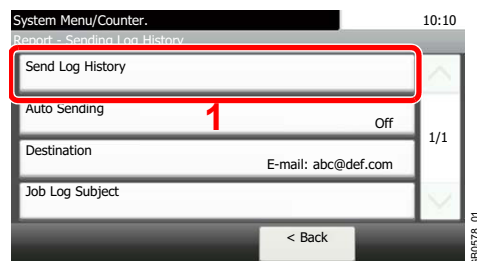 System Menu/Counter. 10:10
Report - Sending Log History
Send Log History
Auto Sending
1
Off
1/1
Destination
E-mail: abc@def.com
Job Log Subject
< Back